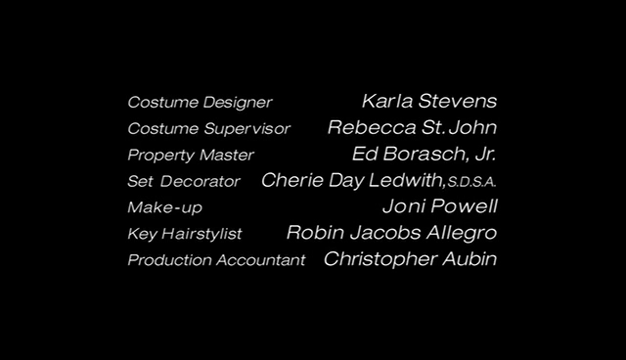 Costume Designer Karla Stevens
Costume Supervisor Rebecca St. John
Property Master Ed Borasch, Jr.
Set Decorator Cherie Day Ledwith, S.D.S.A.
Make-up Joni Powell
Key Hairstylist Robin Jacobs Allegro
Production Accountant Christopher Aubin